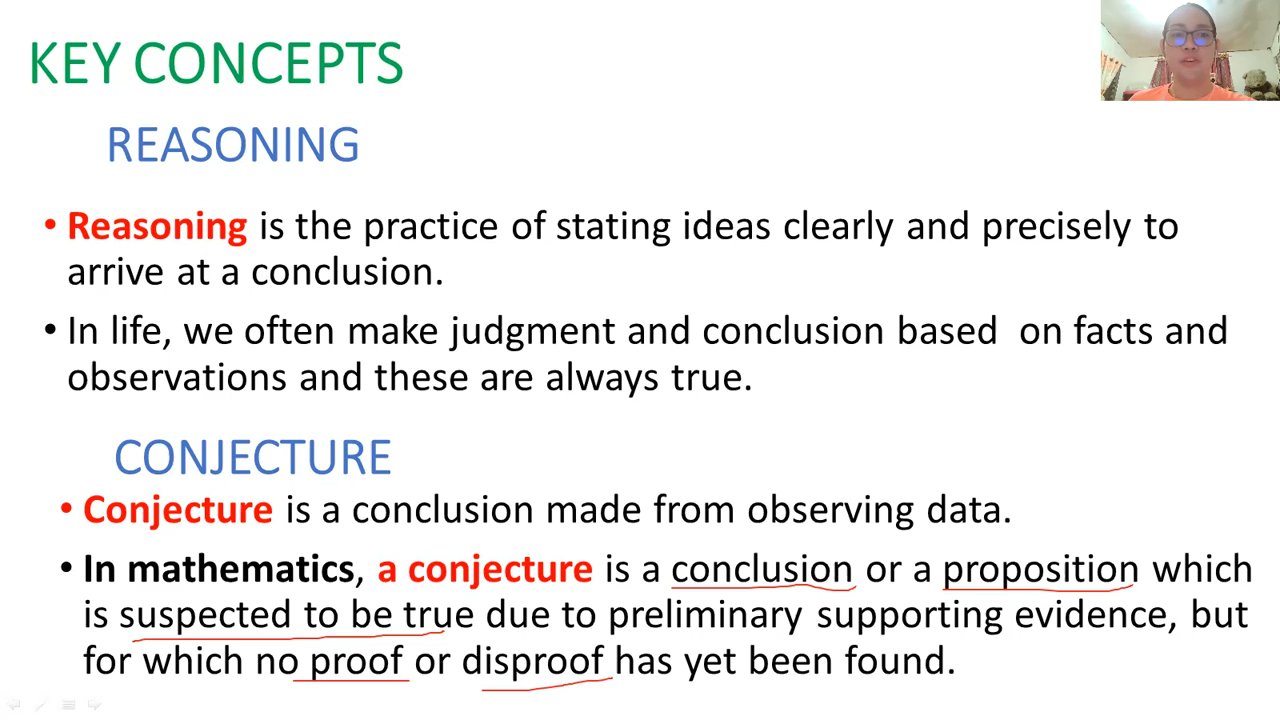 KEY CONCEPTS
REASONING
• Reasoning is the practice of stating ideas clearly and precisely to
arrive at a conclusion.
• In life, we often make judgment and conclusion based on facts and
observations and these are always true.
CONJECTURE
• Conjecture is a conclusion made from observing data.
• In mathematics, a conjecture is a conclusion or a proposition which
is suspected to be true due to preliminary supporting evidence, but
for which no proof or disproof has yet been found.